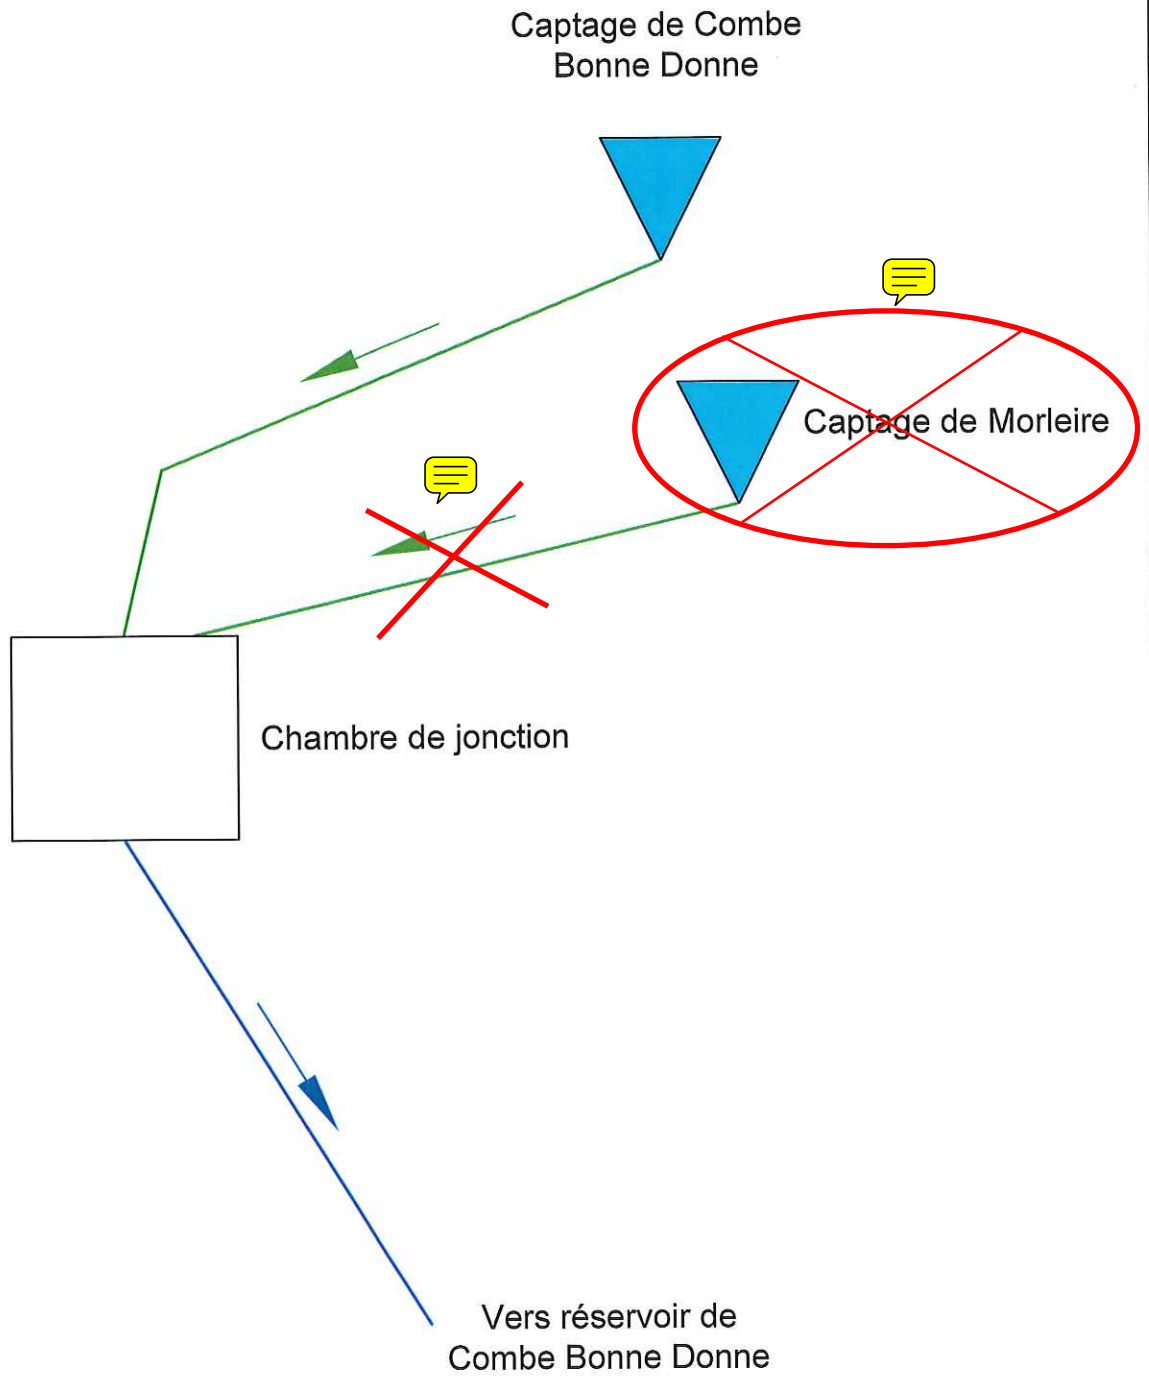 Captage de Combe
Bonne Donne
Captage de Morleire
Chambre de jonction
Vers réservoir de
Combe Bonne Donne